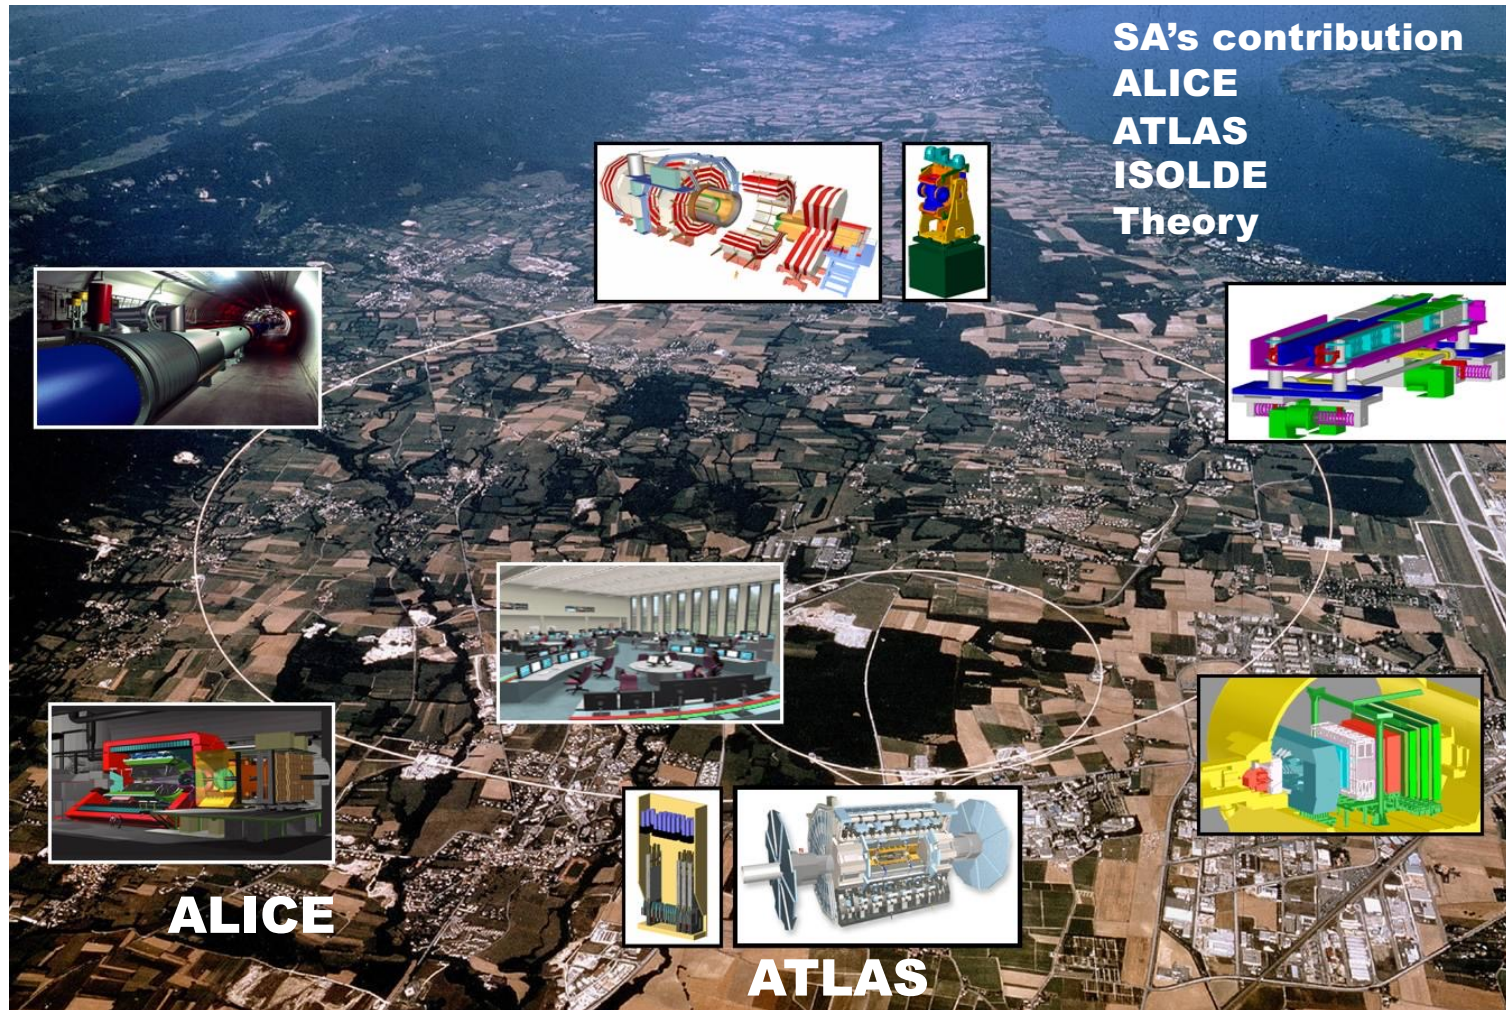 SA’s contribution
ALICE
ATLAS
ISOLDE
Theory
ALICE
ATLAS